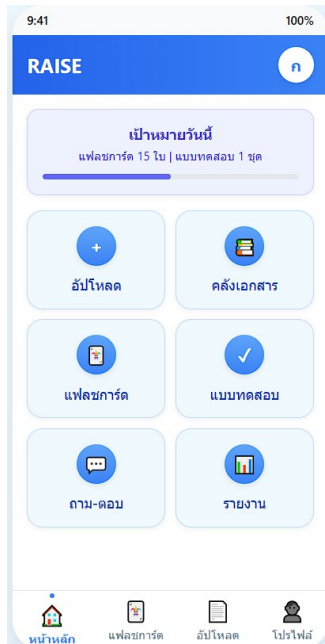 9:41 100%
RAISE ก
เป้าหมายวันนี้
แฟลชการ์ด 15 ใบ | แบบทดสอบ 1 ชุด
+
อัปโหลด คลังเอกสาร
แฟลชการ์ด แบบทดสอบ
ถาม-ตอบ รายงาน
หน้าหลัก แฟลชการ์ด อัปโหลด โปรไฟล์